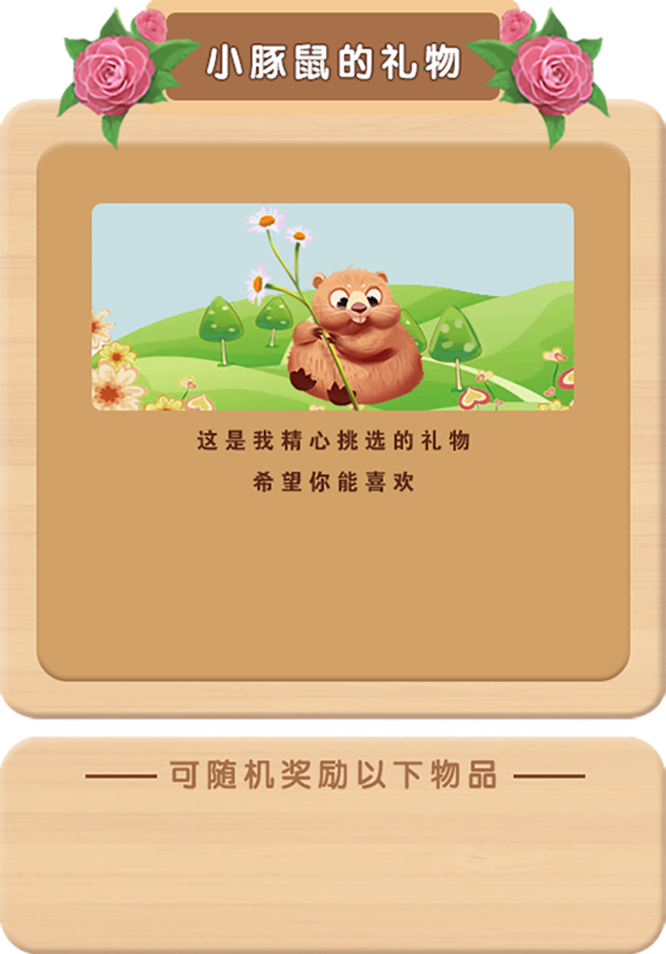 小豚鼠的礼物
这是我精心挑选的礼物
希望你能喜欢
可随机奖励以下物品